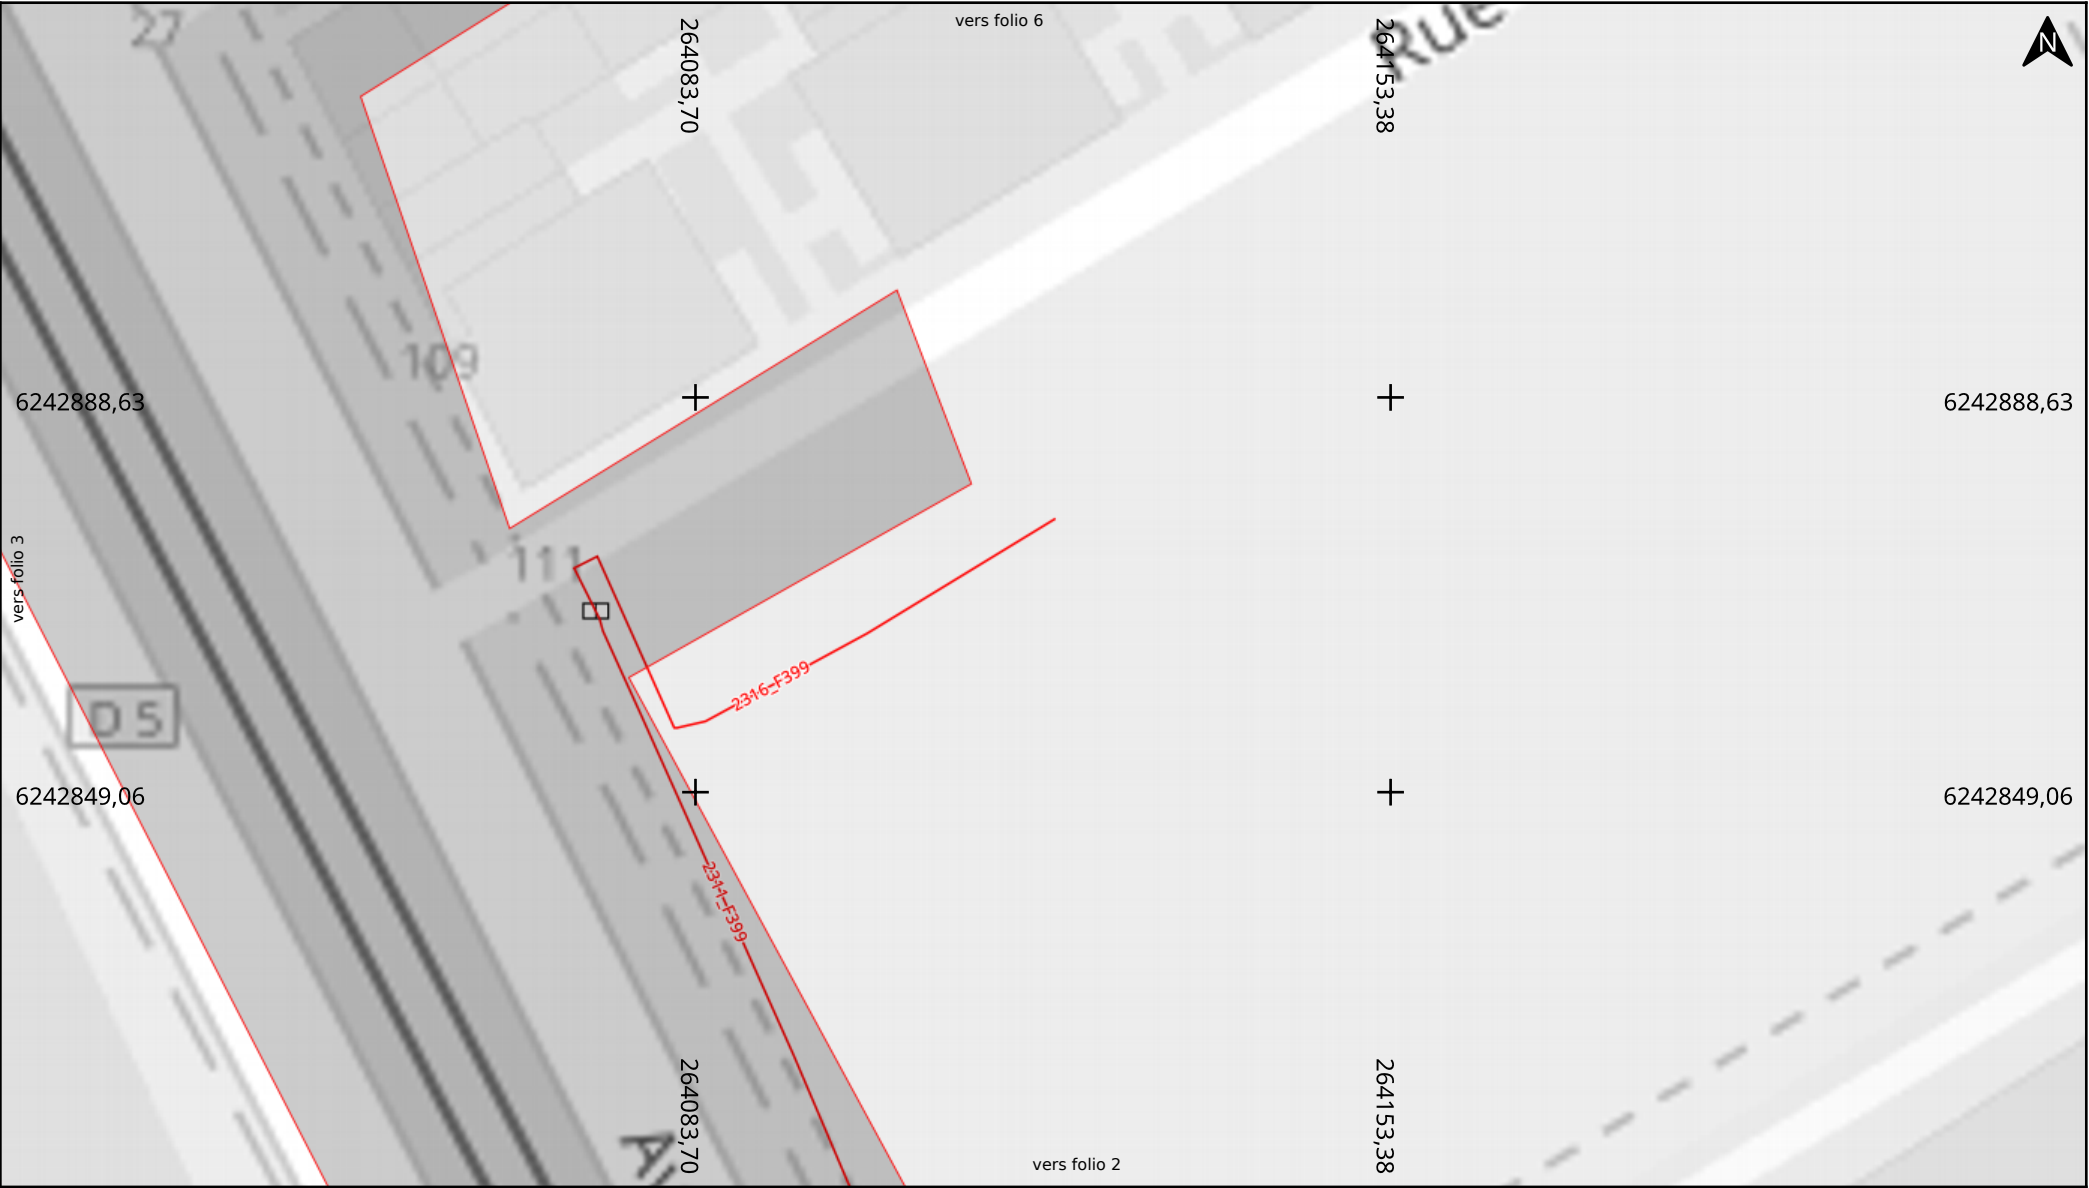 27
vers folio 6
Rue
N
264083,70
264153,38
109
6242888,63
6242888,63
111
vers folio 3
2316_F399
D 5
6242849,06
6242849,06
2311_F399
264083,70
264153,38
vers folio 2